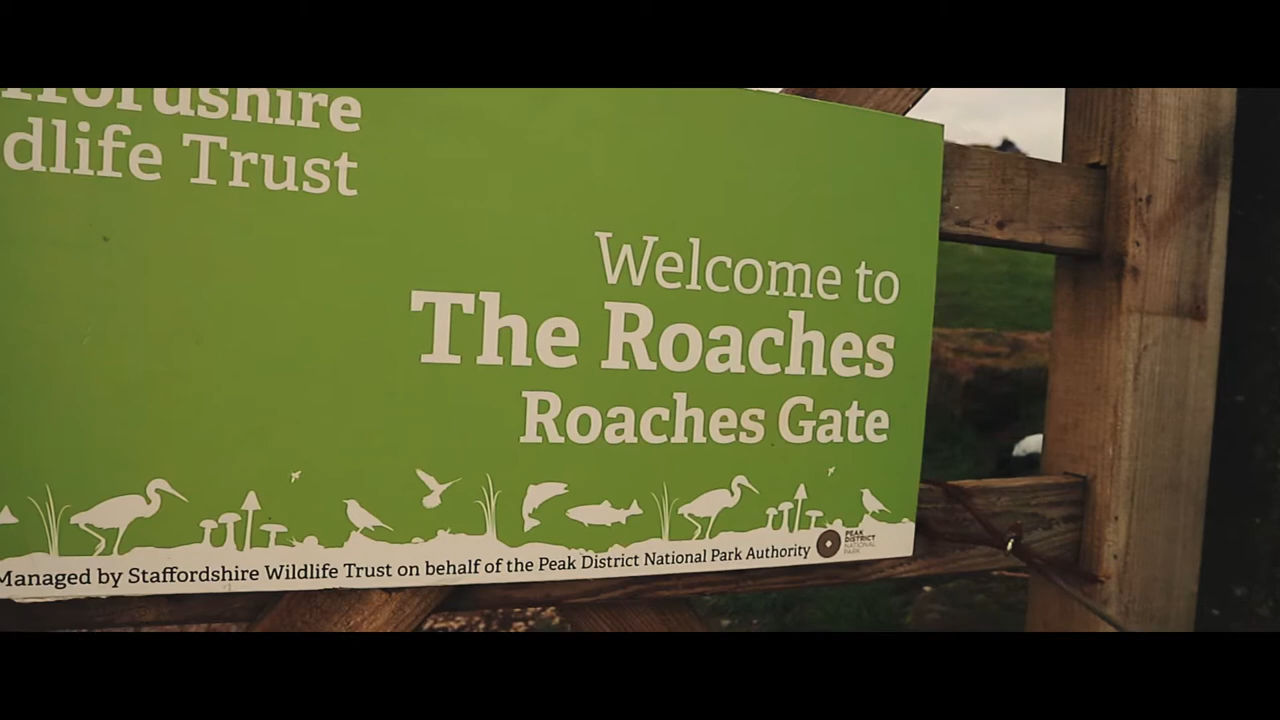 ffordshire
dlife Trust
Welcome to
The Roaches
Roaches Gate
Managed by Staffordshire Wildlife Trust on behalf of the Peak District National Park Authority
PEAK
DISTRICT
NATIONAL
PARK